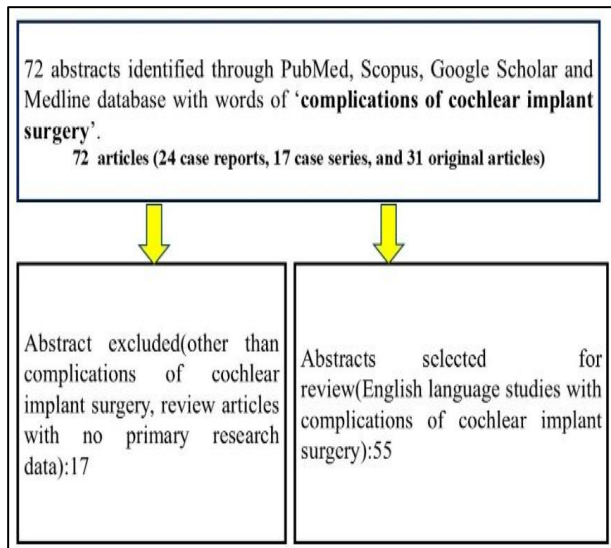 72 abstracts identified through PubMed, Scopus, Google Scholar and
Medline database with words of ‘complications of cochlear implant
surgery’.
72 articles (24 case reports, 17 case series, and 31 original articles)
Abstract excluded(other than
complications of cochlear
implant surgery, review articles
with no primary research
data):17
Abstracts selected for
review(English language studies with
complications of cochlear implant
surgery):55